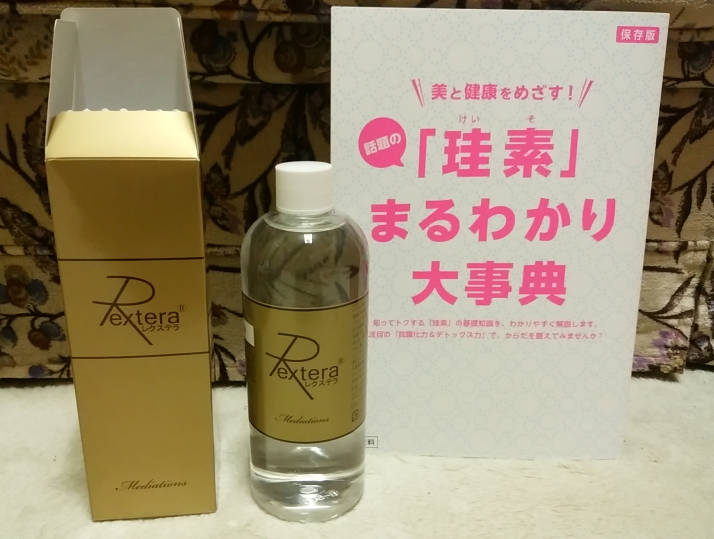 Rextera®
レクステラ
Mediations
Rextera®
レクステラ
Mediations
保存版
美と健康をめざす!
話題の
けい そ
「珪素」
まるわかり
大事典
知ってトクする「珪素」の基礎知識を、わかりやすく解説します。
注目の「抗酸化力&デトックス力」で、からだを整えてみませんか?
料